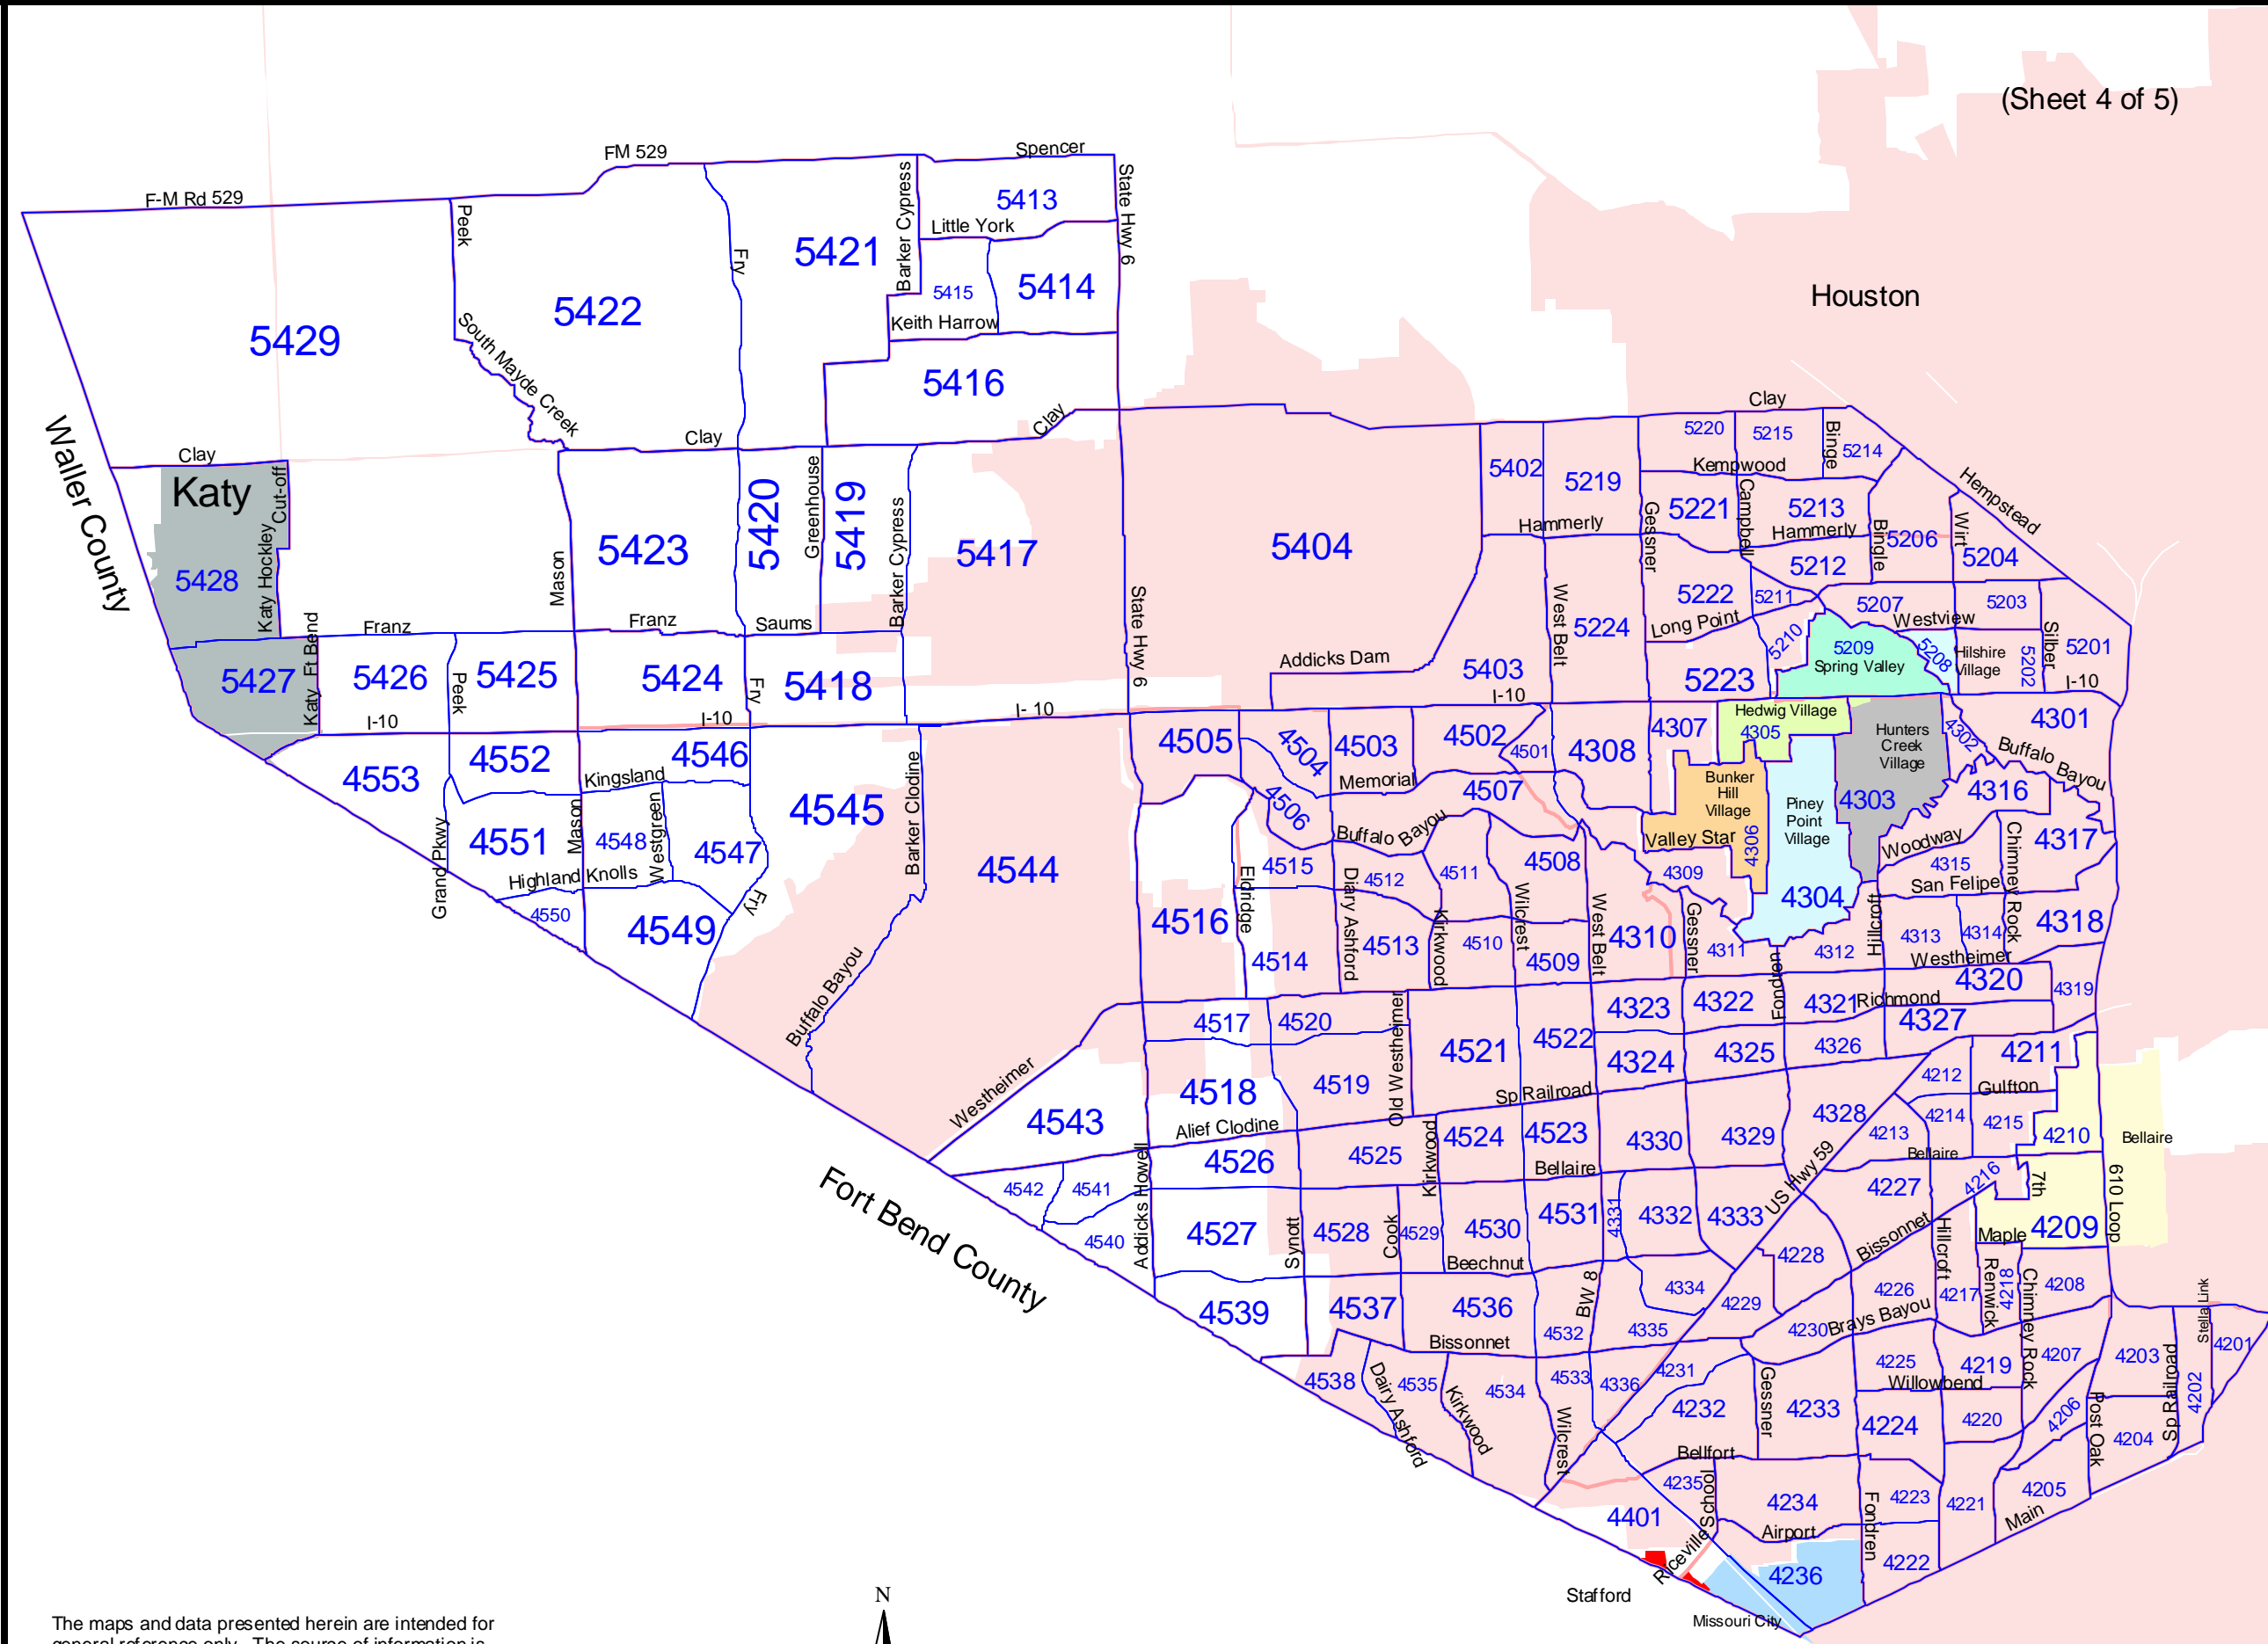 (Sheet 4 of 5)
FM 529
Spencer
F-M Rd 529
Peek
Fry
Barker Cypress
State Hwy 6
5413
Little York
5421
5415
5414
Keith Harrow
5422
5429
South Mayde Creek
5416
Houston
Waller County
Clay
Clay
Clay
Clay
Katy
Katy Hockley
Cut-off
5428
5427
Katy Ft Bend
Mason
5423
5420
Greenhouse
5419
Barker Cypress
5417
State Hwy 6
5404
Franz
Franz
Saums
5426
Peek
5425
5424
Fry
5418
I-10
I-10
I- 10
Addicks Dam
5403
I-10
5402
5219
5220
5215
Binge
5214
Kempwood
Hempstead
5221
Campbell
5213
Hammerly
Hammerly
Gessner
5212
Bingle
5206
Wirt
5204
5222
5211
5207
5203
West Belt
5224
Long Point
5210
Westview
5209
Spring Valley
5208
Hilshire
Village
5202
Silber
5201
5223
I-10
4553
4552
4546
Kingsland
4551
Mason
4548
Westgreen
4547
Highland Knolls
Grand Pkwy
4550
4549
Fry
4545
Barker Clodine
4544
Buffalo Bayou
4505
4504
4503
4502
4501
4308
4307
Hedwig Village
4305
Hunters
Creek
Village
4302
4301
Buffalo Bayou
Memorial
4507
4506
Buffalo Bayou
Bunker
Hill
Village
Piney
Point
Village
4303
4316
4306
Valley Star
Woodway
Chimney Rock
4317
4315
4515
4512
4511
4508
4309
San Felipe
4304
4516
Eldridge
Diary Ashford
Kirkwood
Wilcrest
West Belt
4310
Gessner
4311
4312
Hillcroft
4313
4314
4318
4514
4513
4510
4509
Westheimer
Fondren
4320
4319
4517
4520
Old Westheimer
4323
4322
4321
Richmond
4327
4521
4522
4324
4325
4326
4211
Westheimer
4518
4519
Sp Railroad
4212
Gulfton
4543
Alief Clodine
4328
4214
4215
4210
Bellaire
4524
4523
4330
4329
4213
4526
4525
Kirkwood
Bellaire
Bellaire
4542
4541
Addicks Howell
US Hwy 59
4227
4216
7th
610 Loop
Fort Bend County
4540
4527
Synott
4528
Cook
4529
4530
4531
4331
4332
4333
Bissonnet
Hillcroft
Maple
4209
4228
Beechnut
4539
4537
4536
BW 8
4334
4229
4226
4217
Renwick
4218
Chimney Rock
4208
Stella Link
4532
4335
4230
Brays Bayou
Bissonnet
4201
4538
Dairy Ashford
4535
Kirkwood
4534
4533
4336
4231
Gessner
4225
4219
4207
4203
Sp Railroad
4202
Willowbend
Wilcrest
4232
4233
4224
4220
4206
Post Oak
4204
Bellfort
4235
Riceville School
4234
Fondren
4223
4221
4205
4401
Airport
Main
4222
4236
Stafford
Missouri City
N
The maps and data presented herein are intended for
general reference only. The source of information is